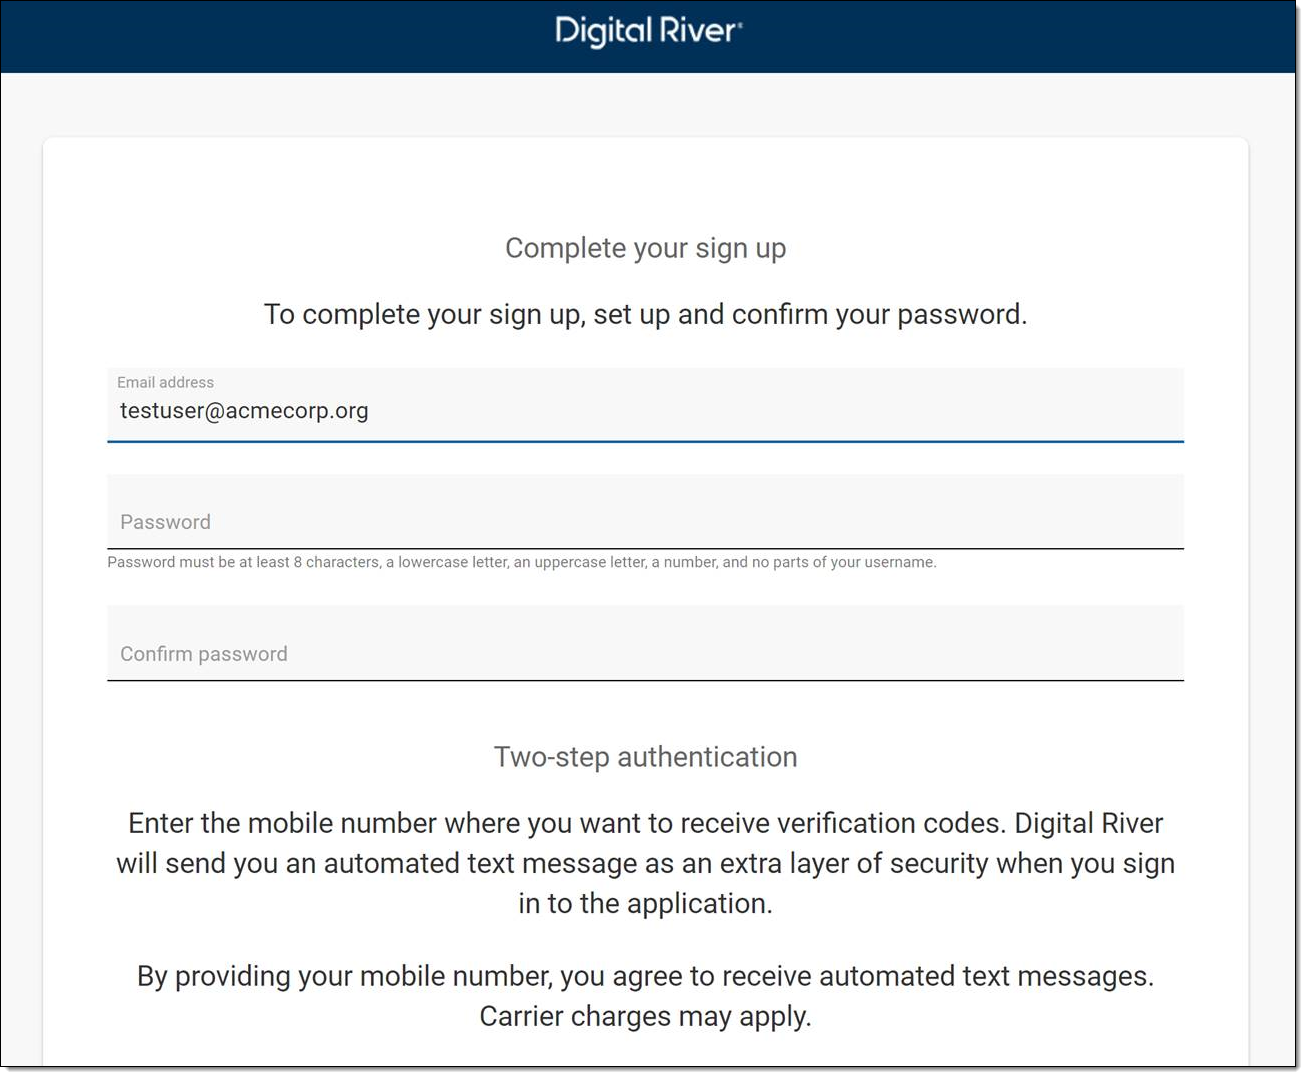 Digital River®
Complete your sign up
To complete your sign up, set up and confirm your password.
Email address
testuser@acmecorp.org
Password
Password must be at least 8 characters, a lowercase letter, an uppercase letter, a number, and no parts of your username.
Confirm password
Two-step authentication
Enter the mobile number where you want to receive verification codes. Digital River
will send you an automated text message as an extra layer of security when you sign
in to the application.
By providing your mobile number, you agree to receive automated text messages.
Carrier charges may apply.